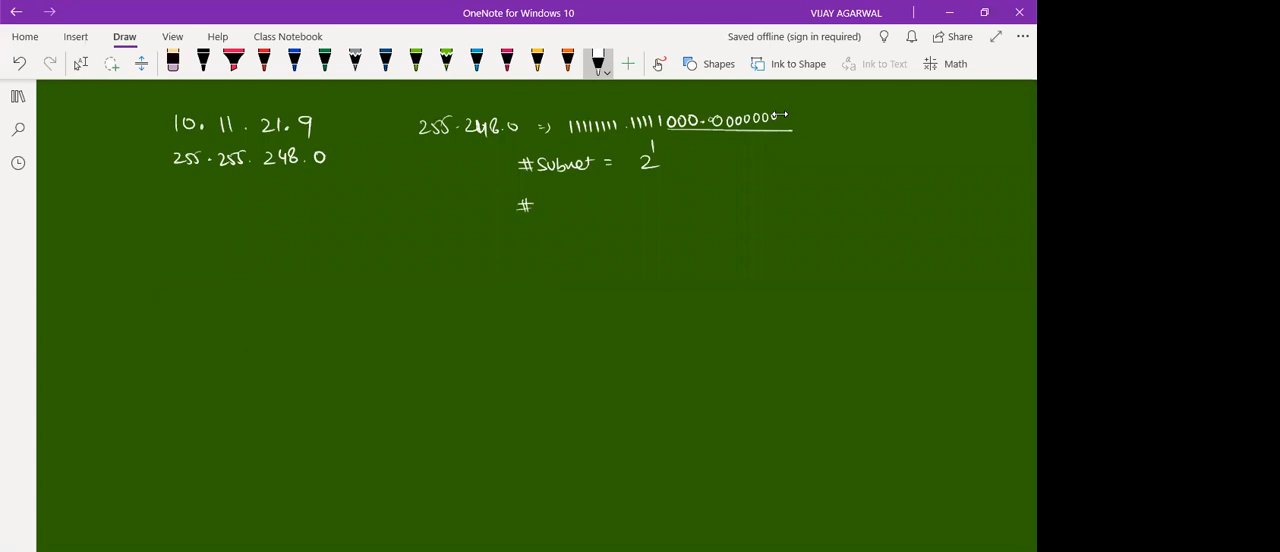 OneNote for Windows 10
VIJAY AGARWAL
Home Insert Draw View Help Class Notebook
Saved offline (sign in required) Share
Shapes Ink to Shape Ink to Text Math
10. 11. 21. 9
255.248.0 => 11111111.11111000.00000000
255.255.248.0
#Subnet = 2^1
#